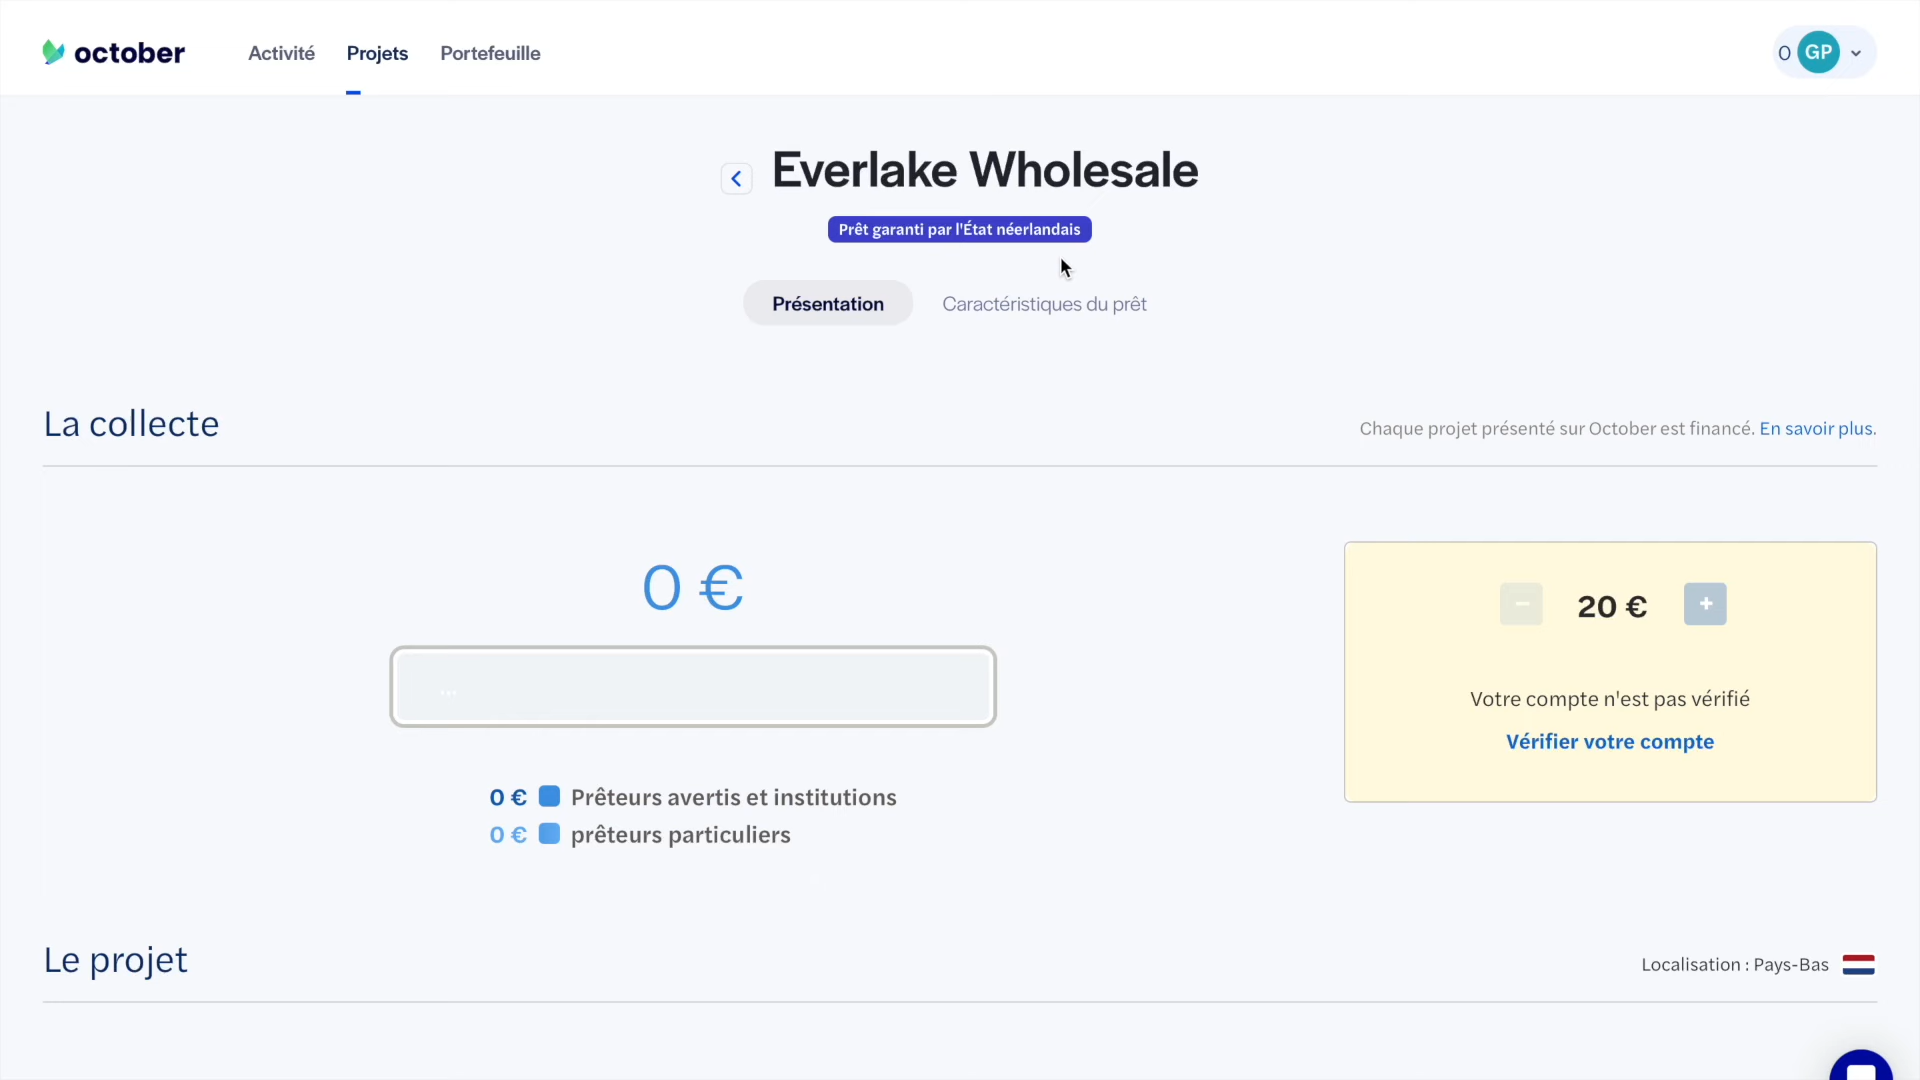 october
Activité
Projets
Portefeuille
0
GP
Everlake Wholesale
Prêt garanti par l'État néerlandais
Présentation
Caractéristiques du prêt
La collecte
Chaque projet présenté sur October est financé. En savoir plus.
0 €
...
0 € Prêteurs avertis et institutions
0 € prêteurs particuliers
− 20 € +
Votre compte n'est pas vérifié
Vérifier votre compte
Le projet
Localisation : Pays-Bas